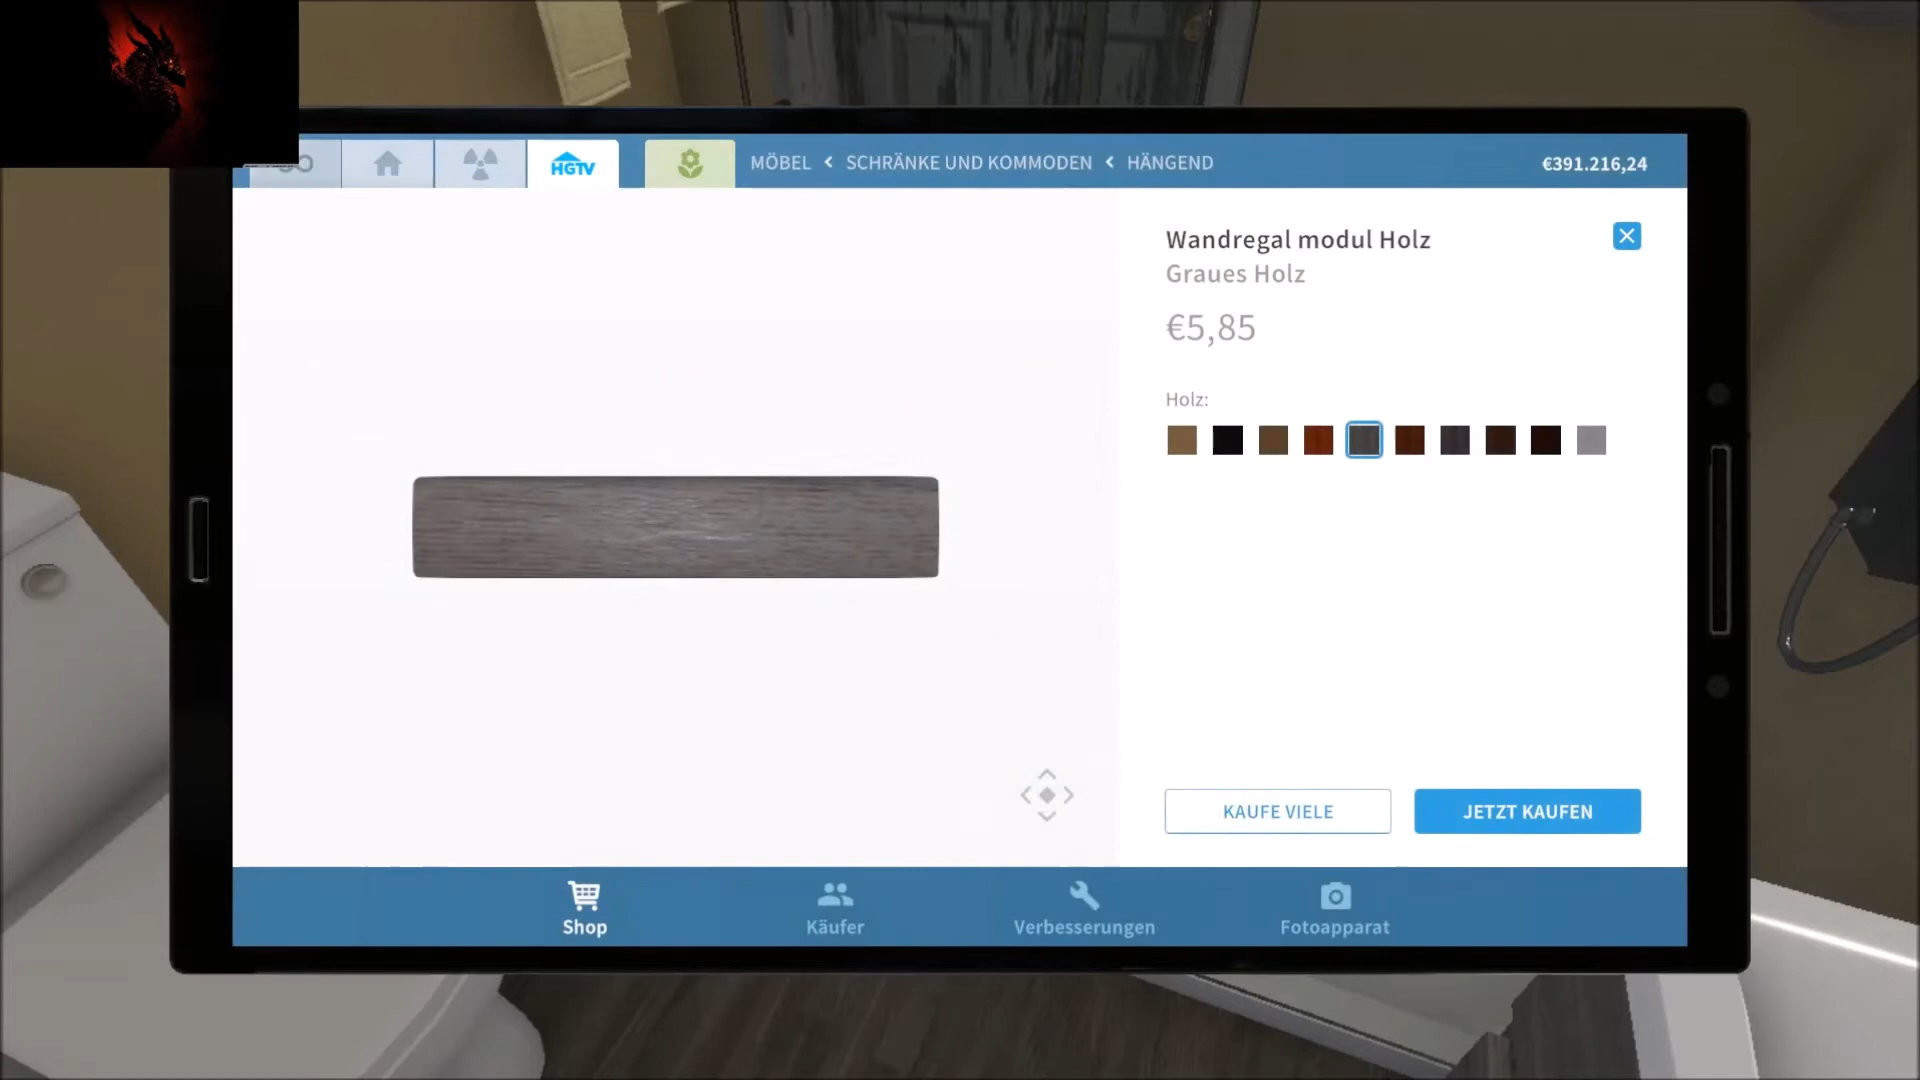 HGTV
MÖBEL < SCHRÄNKE UND KOMMODEN < HÄNGEND
€391.216,24
Wandregal modul Holz
Graues Holz
€5,85
Holz:
KAUFE VIELE
JETZT KAUFEN
Shop
Käufer
Verbesserungen
Fotoapparat